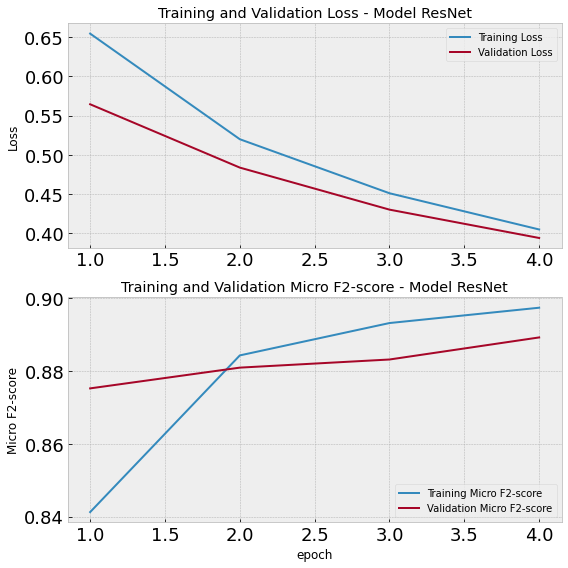 Training and Validation Loss - Model ResNet
0.65
0.60
0.55
0.50
0.45
0.40
Loss
Training Loss
Validation Loss
1.0 1.5 2.0 2.5 3.0 3.5 4.0
Training and Validation Micro F2-score - Model ResNet
0.90
0.88
0.86
0.84
Micro F2-score
Training Micro F2-score
Validation Micro F2-score
1.0 1.5 2.0 2.5 3.0 3.5 4.0
epoch